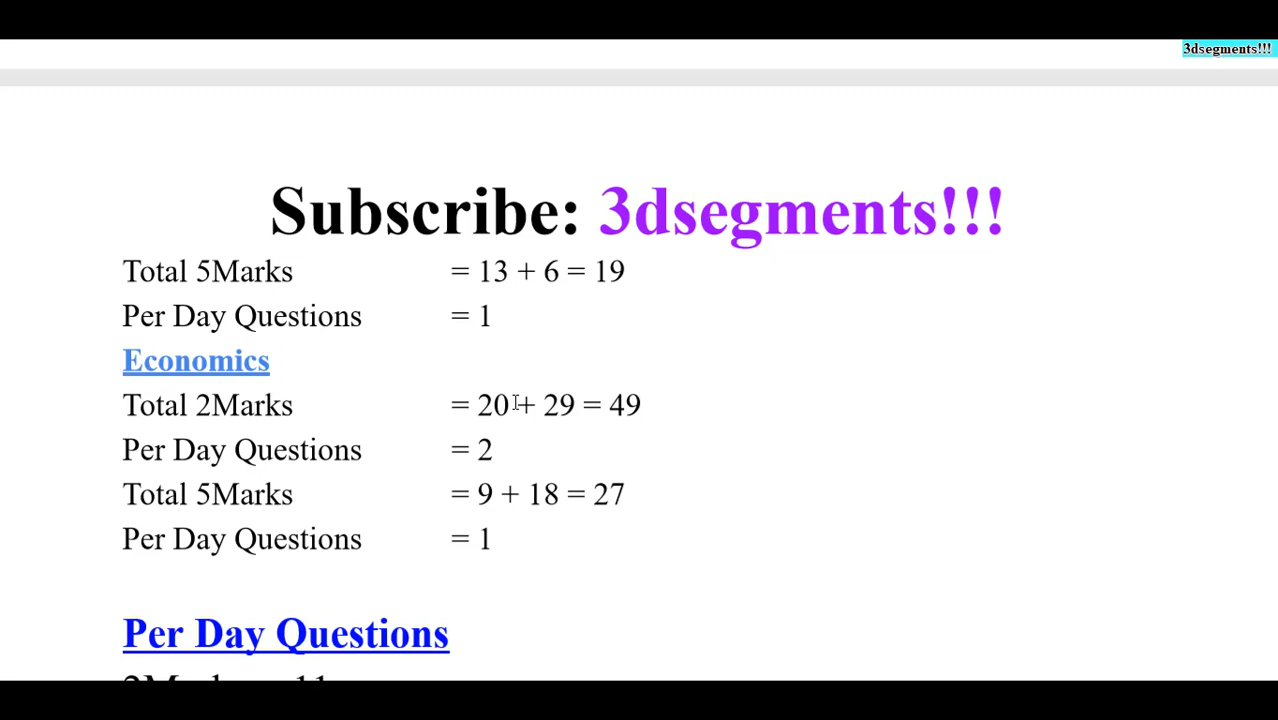 3dsegments!!!
Subscribe: 3dsegments!!!
Total 5Marks = 13 + 6 = 19
Per Day Questions = 1
Economics
Total 2Marks = 20 + 29 = 49
Per Day Questions = 2
Total 5Marks = 9 + 18 = 27
Per Day Questions = 1
Per Day Questions